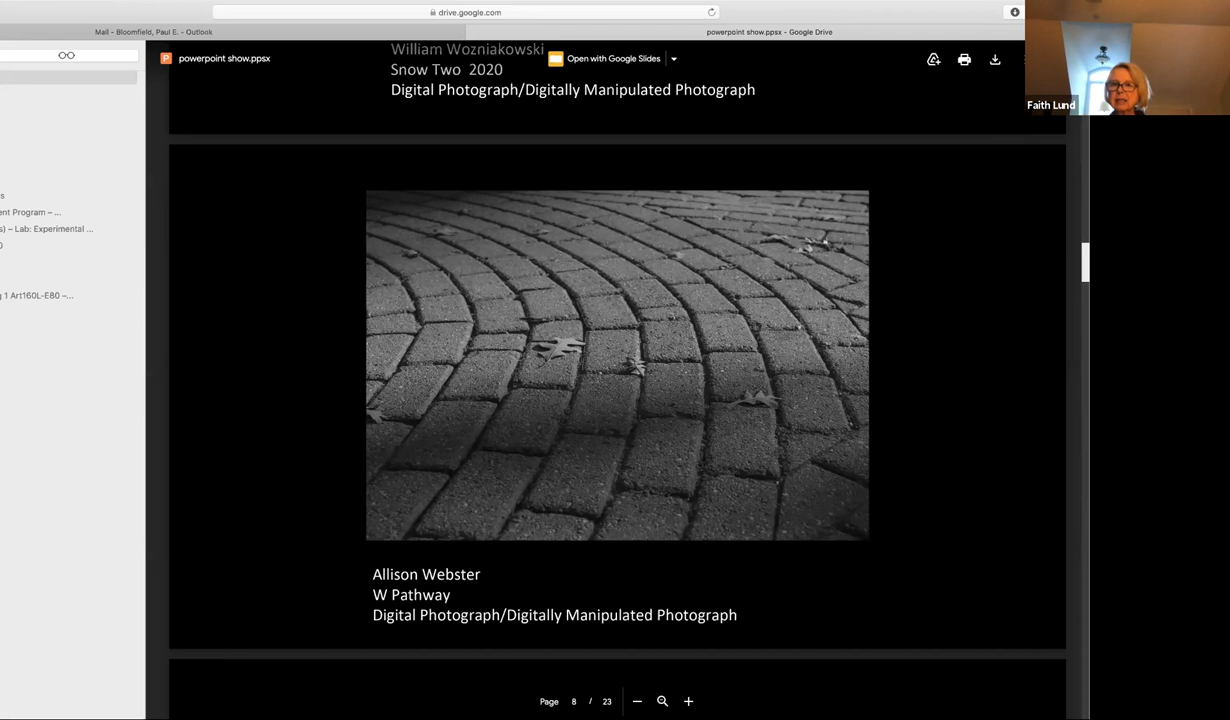 drive.google.com
Mail - Bloomfield, Paul E. - Outlook
powerpoint show.ppsx - Google Drive
P powerpoint show.ppsx
Open with Google Slides
William Wozniakowski
Snow Two 2020
Digital Photograph/Digitally Manipulated Photograph
Faith Lund
s
ent Program – ...
s) – Lab: Experimental ...
0
g 1 Art160L-E80 –...
Allison Webster
W Pathway
Digital Photograph/Digitally Manipulated Photograph
Page 8 / 23